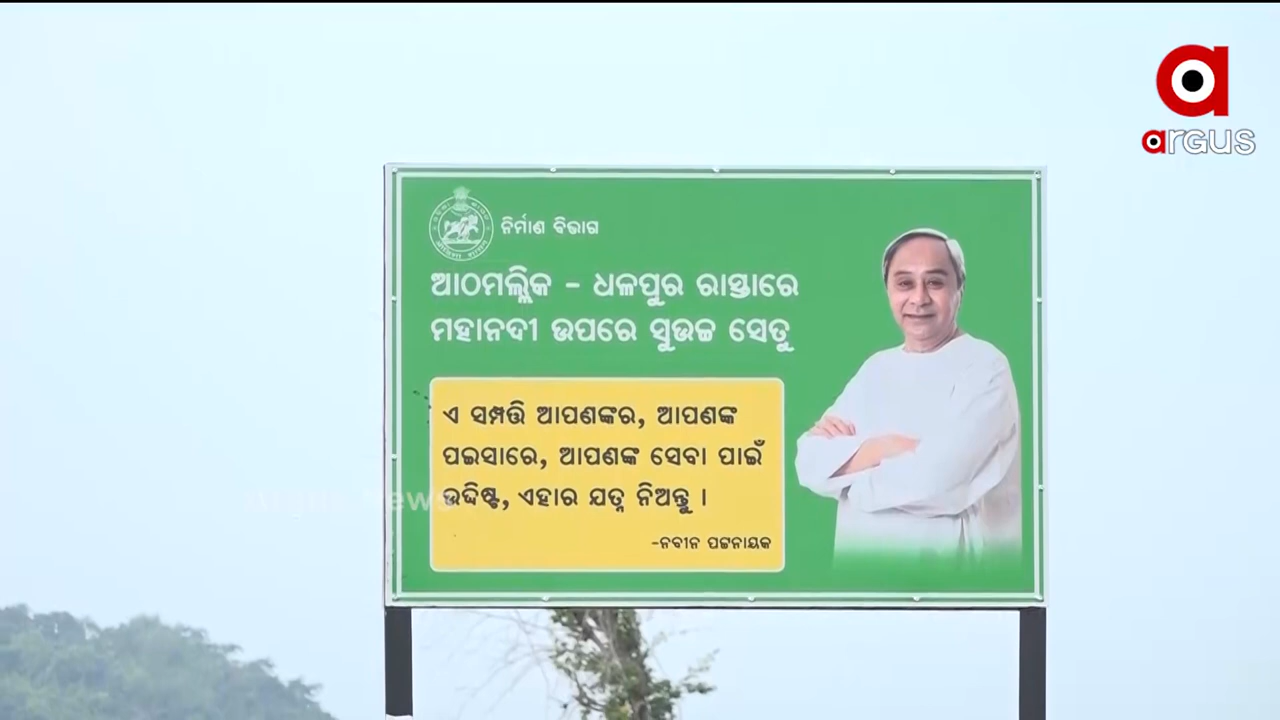 argus
ନିର୍ମାଣ ବିଭାଗ
ଆଠମଲ୍ଲିକ - ଧଳପୁର ରାସ୍ତାରେ
ମହାନଦୀ ଉପରେ ସୁଉଚ୍ଚ ସେତୁ
ଏ ସମ୍ପତ୍ତି ଆପଣଙ୍କର, ଆପଣଙ୍କ
ପଇସାରେ, ଆପଣଙ୍କ ସେବା ପାଇଁ
ଉଦ୍ଦିଷ୍ଟ, ଏହାର ଯତ୍ନ ନିଅନ୍ତୁ ।
-ନବୀନ ପଟ୍ଟନାୟକ